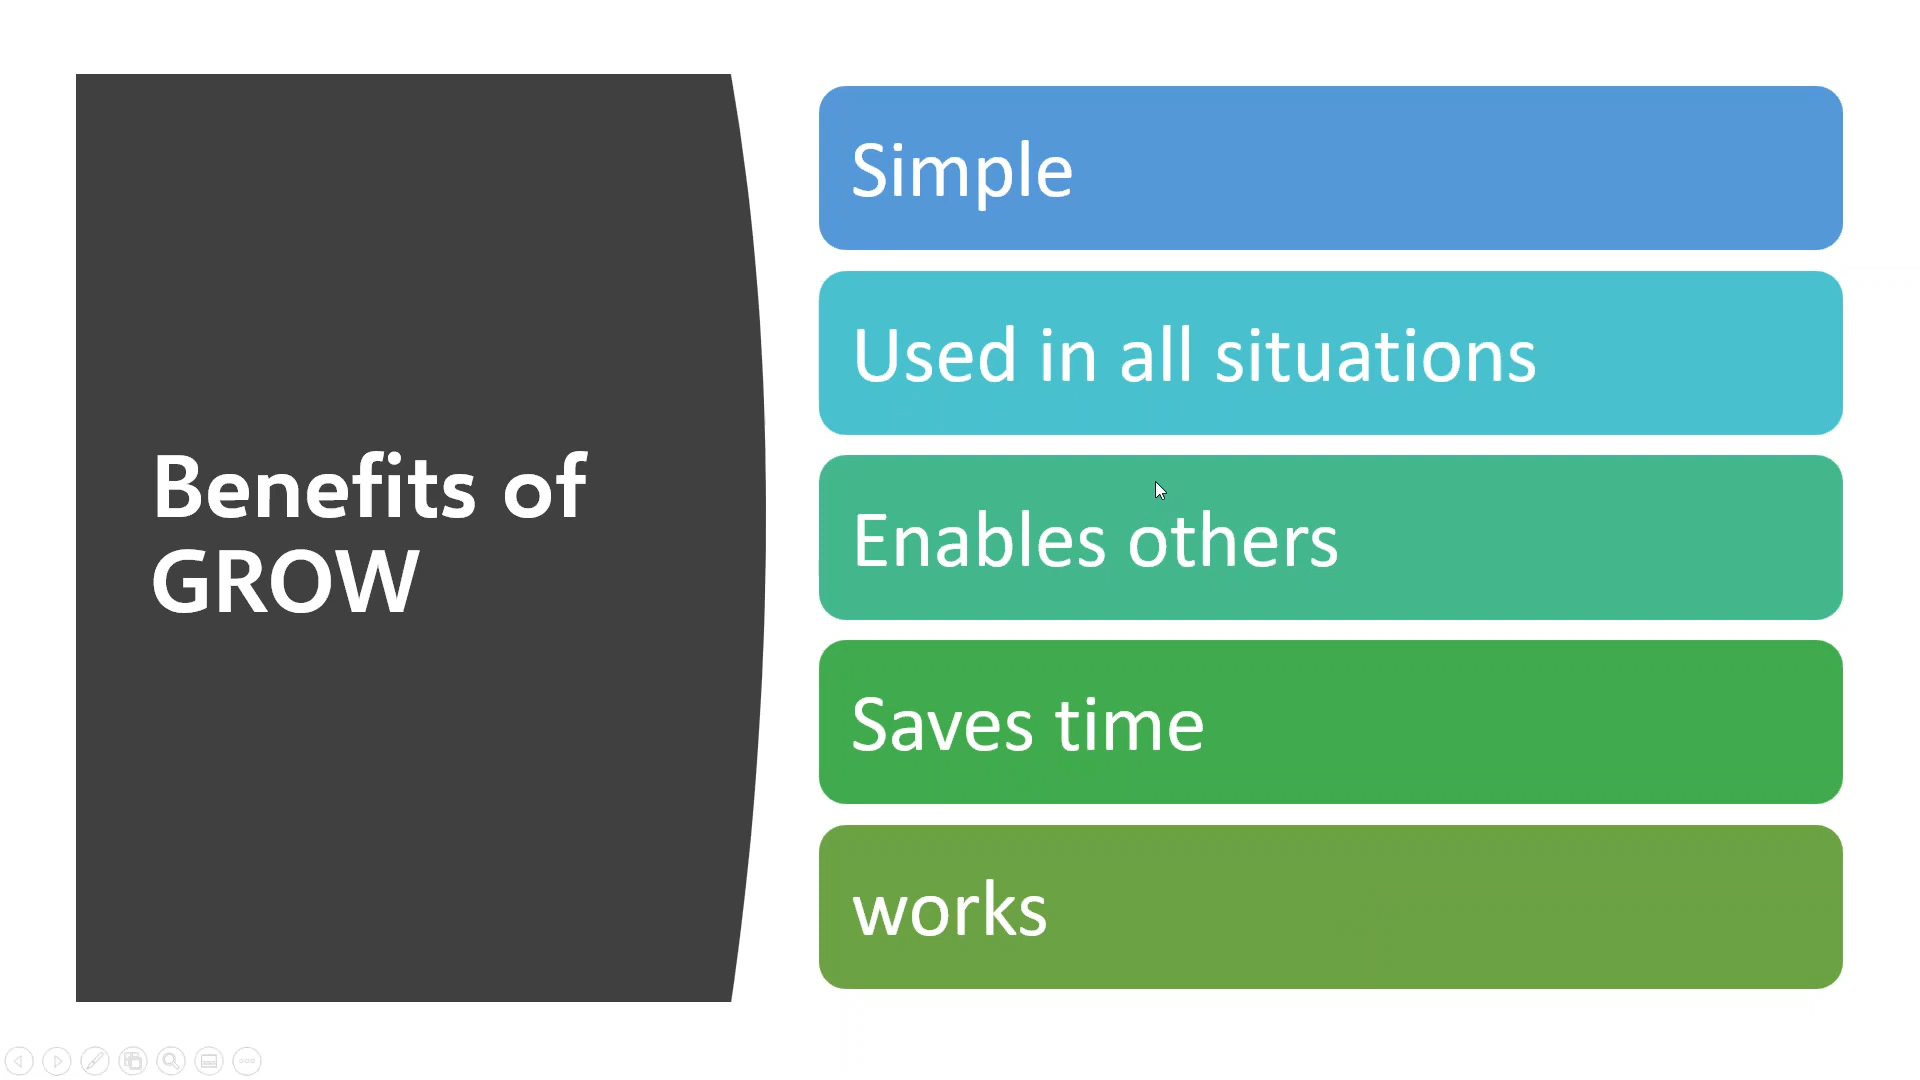 Benefits of
GROW
Simple
Used in all situations
Enables others
Saves time
works